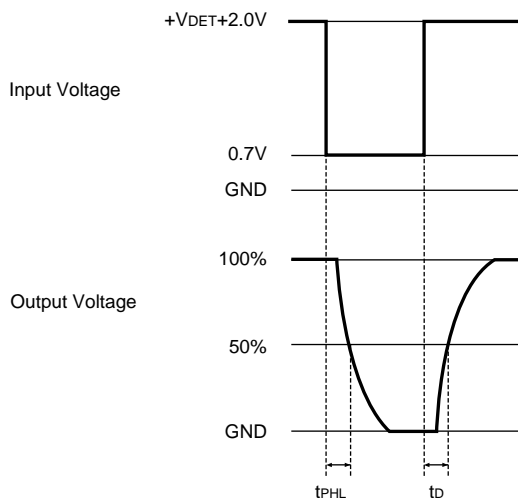 +VDET+2.0V
Input Voltage
0.7V
GND
100%
Output Voltage
50%
GND
tPHL tD